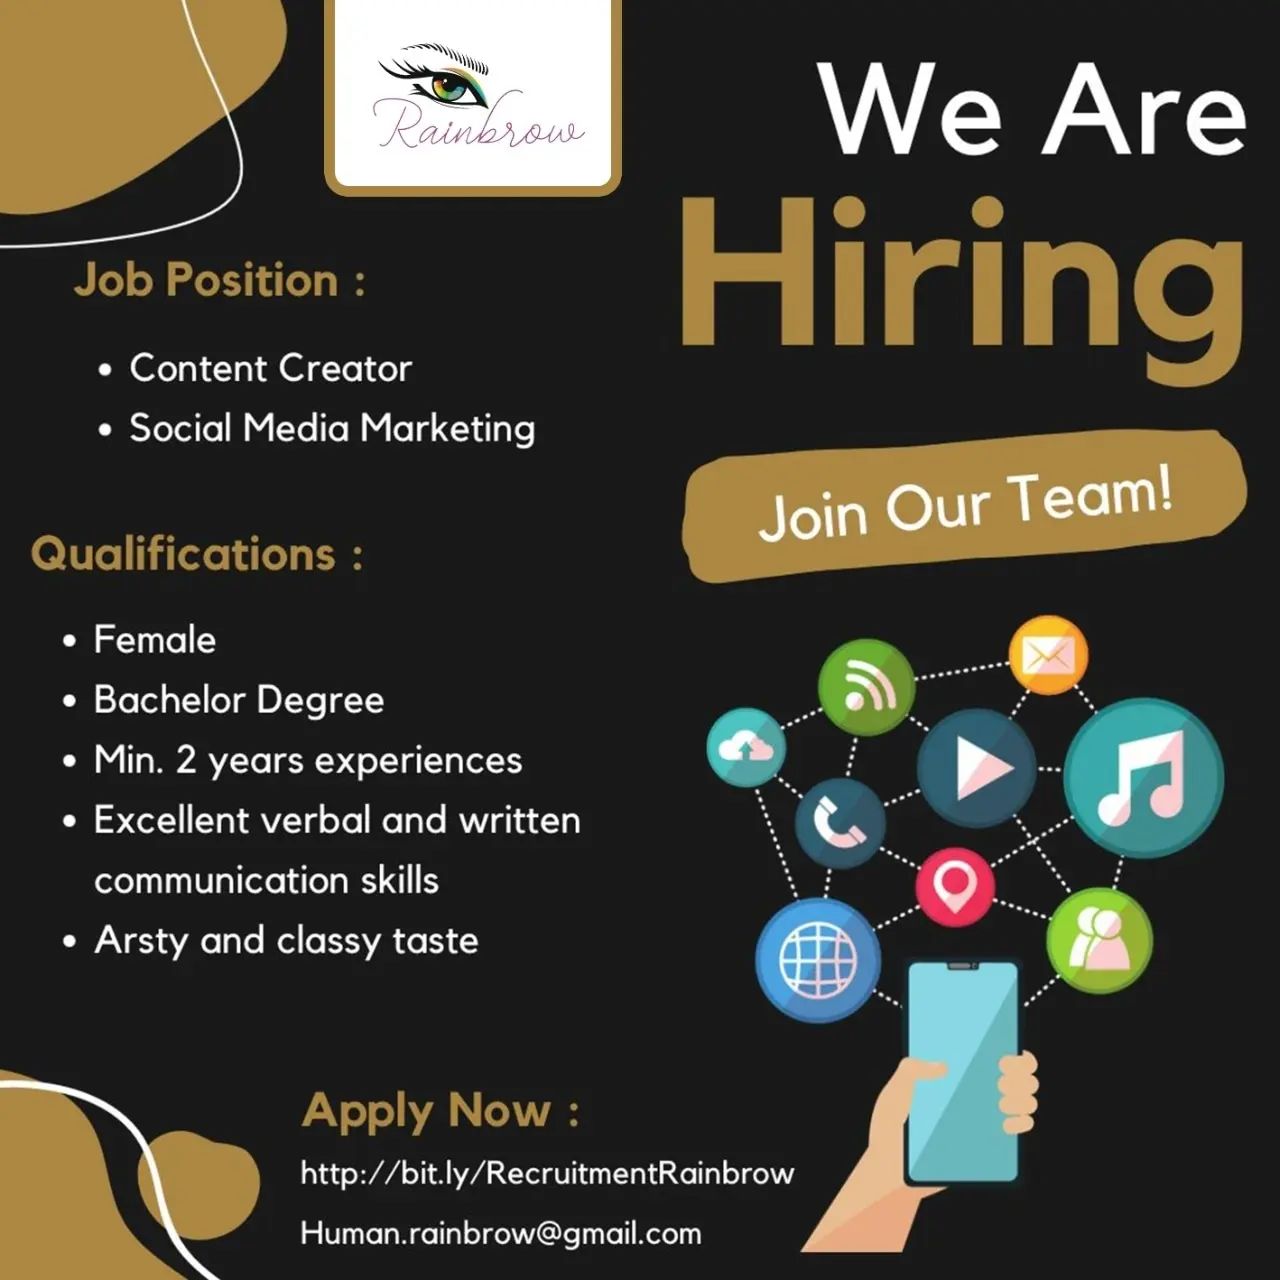 Rainbrow
We Are
Hiring
Join Our Team!
Job Position :
• Content Creator
• Social Media Marketing
Qualifications :
• Female
• Bachelor Degree
• Min. 2 years experiences
• Excellent verbal and written
communication skills
• Arsty and classy taste
Apply Now :
http://bit.ly/RecruitmentRainbrow
Human.rainbrow@gmail.com